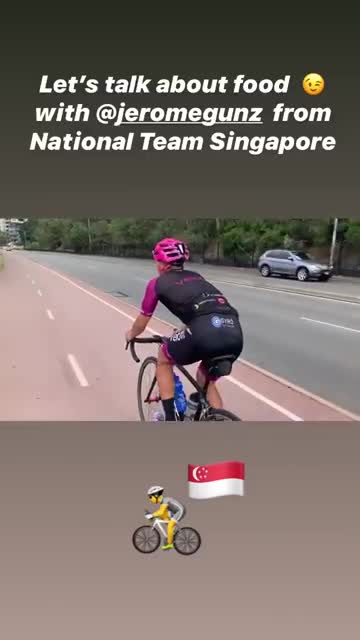 Let's talk about food 😉
with @jeromegunz from
National Team Singapore